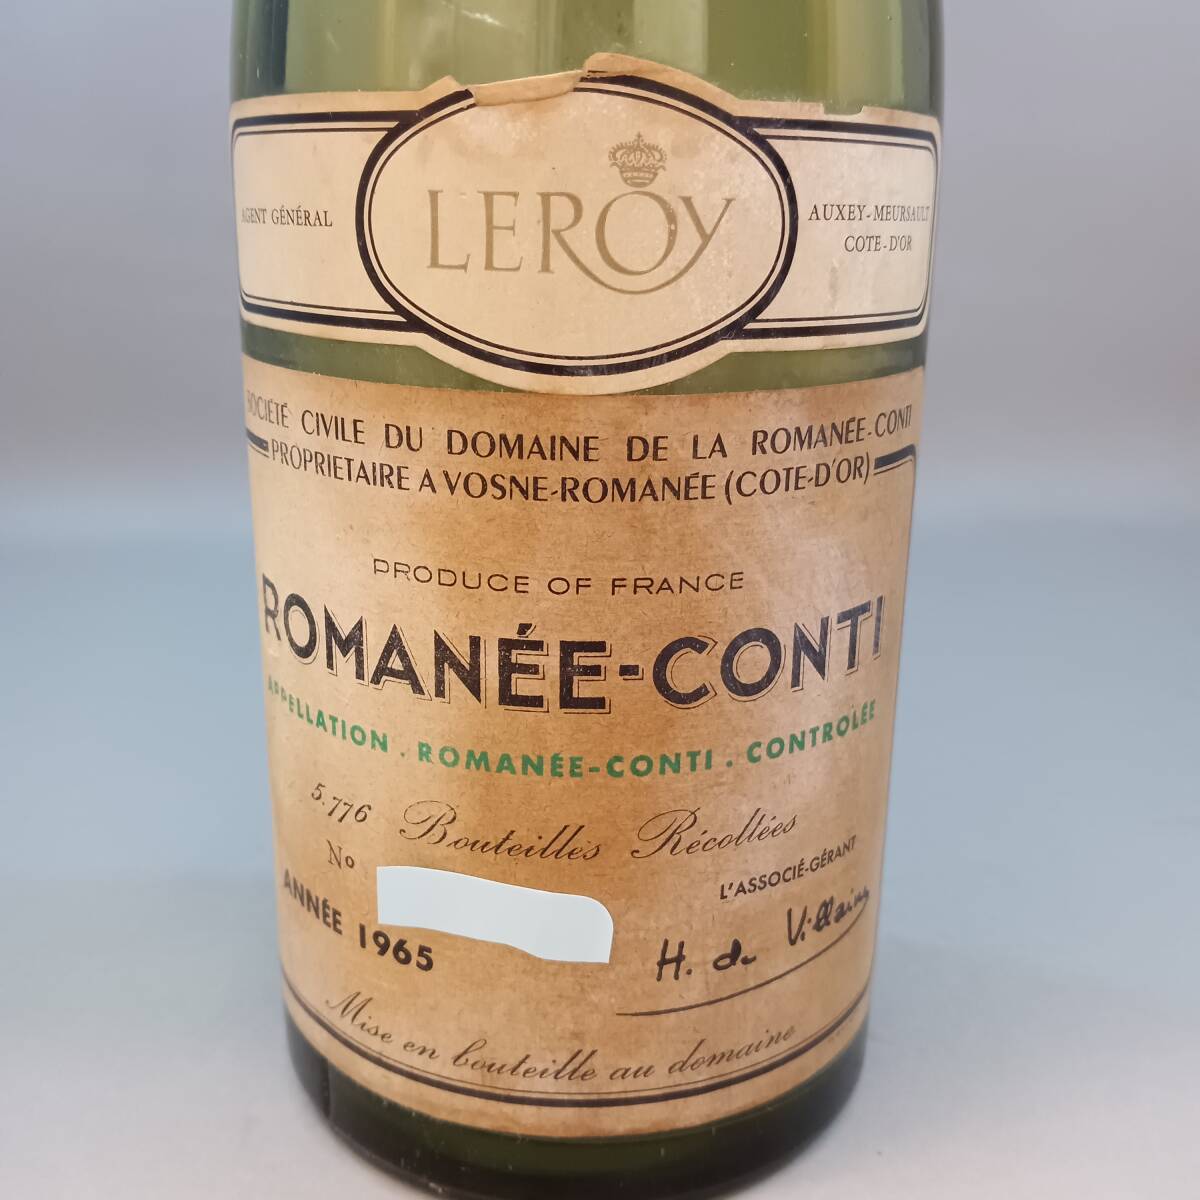 LEROY
AGENT GÉNÉRAL
AUXEY-MEURSAULT
COTE-D'OR
SOCIÉTÉ CIVILE DU DOMAINE DE LA ROMANÉE-CONTI
PROPRIETAIRE A VOSNE-ROMANÉE (COTE-D'OR)
PRODUCE OF FRANCE
ROMANÉE-CONTI
APPELLATION . ROMANÉE-CONTI . CONTROLÉE
5.776 Bouteilles Récoltées
No
ANNÉE 1965
L'ASSOCIÉ-GÉRANT
H. de Villaine
Mise en bouteille au domaine